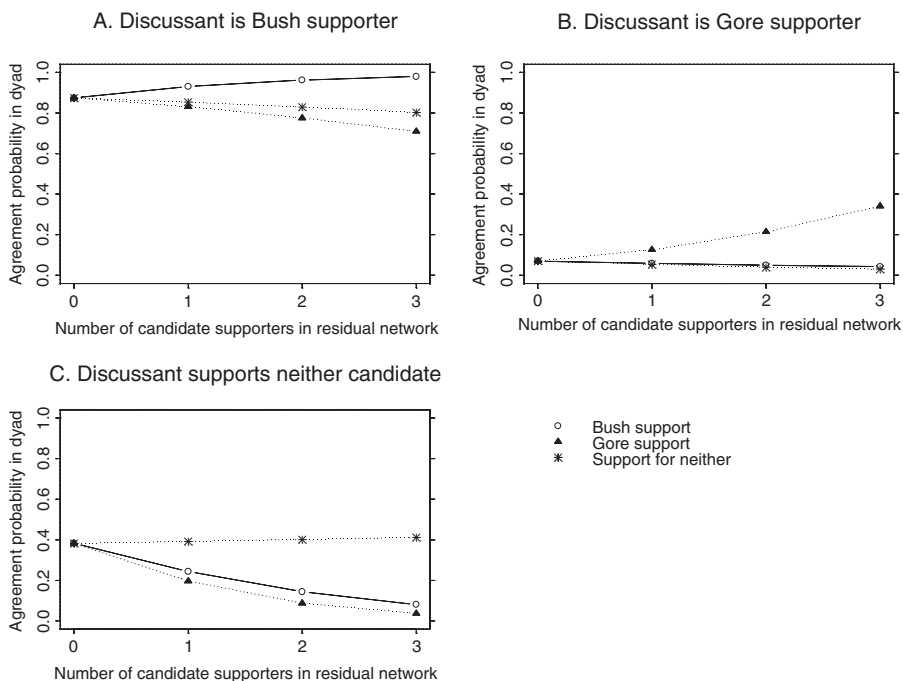 A. Discussant is Bush supporter
Agreement probability in dyad
1.0
0.8
0.6
0.4
0.2
0.0
0 1 2 3
Number of candidate supporters in residual network
B. Discussant is Gore supporter
Agreement probability in dyad
1.0
0.8
0.6
0.4
0.2
0.0
0 1 2 3
Number of candidate supporters in residual network
C. Discussant supports neither candidate
Agreement probability in dyad
1.0
0.8
0.6
0.4
0.2
0.0
0 1 2 3
Number of candidate supporters in residual network
Bush support
Gore support
Support for neither